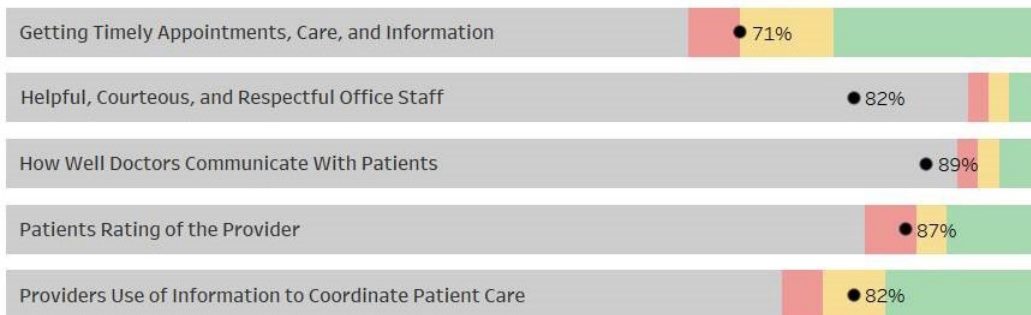 Getting Timely Appointments, Care, and Information 71%
Helpful, Courteous, and Respectful Office Staff 82%
How Well Doctors Communicate With Patients 89%
Patients Rating of the Provider 87%
Providers Use of Information to Coordinate Patient Care 82%